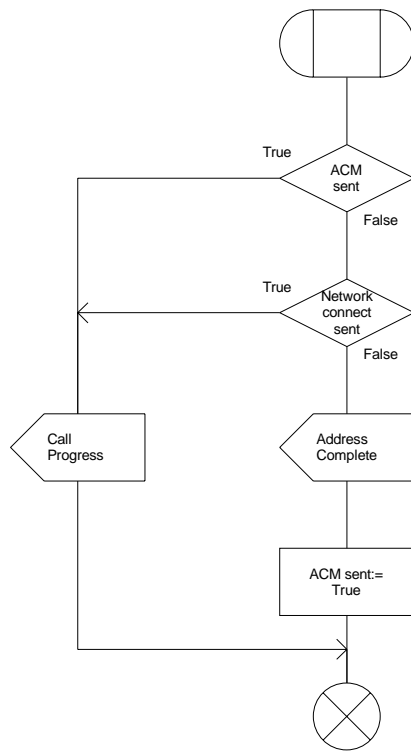 True
ACM
sent
False
True
Network
connect
sent
False
Call
Progress
Address
Complete
ACM sent:=
True